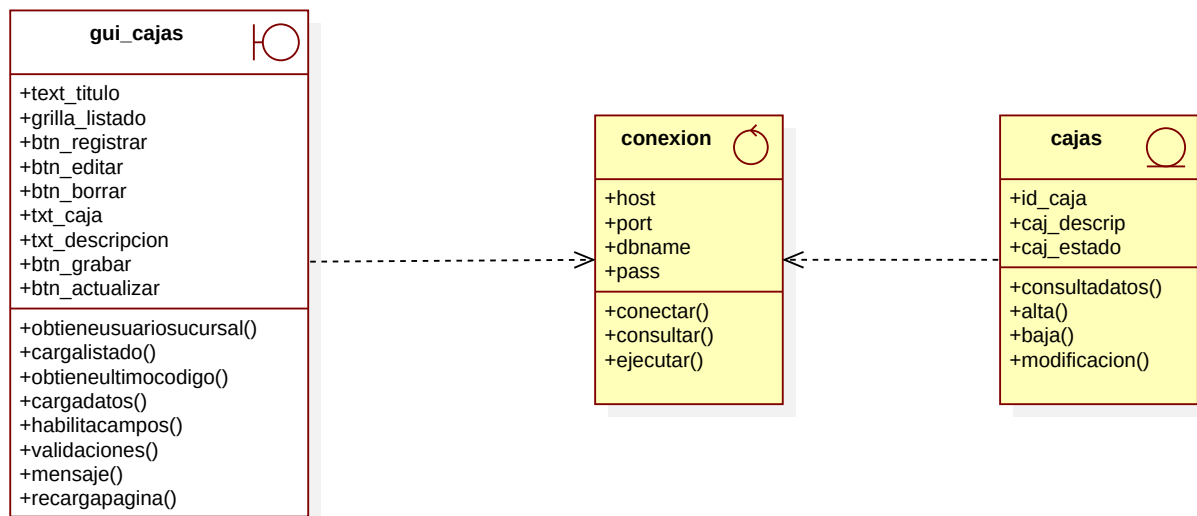 gui_cajas
+text_titulo
+grilla_listado
+btn_registrar
+btn_editar
+btn_borrar
+txt_caja
+txt_descripcion
+btn_grabar
+btn_actualizar
+obtieneusuariosucursal()
+cargalistado()
+obtieneultimocodigo()
+cargadatos()
+habilitacampos()
+validaciones()
+mensaje()
+recargapagina()
conexion
+host
+port
+dbname
+pass
+conectar()
+consultar()
+ejecutar()
cajas
+id_caja
+caj_descrip
+caj_estado
+consultadatos()
+alta()
+baja()
+modificacion()